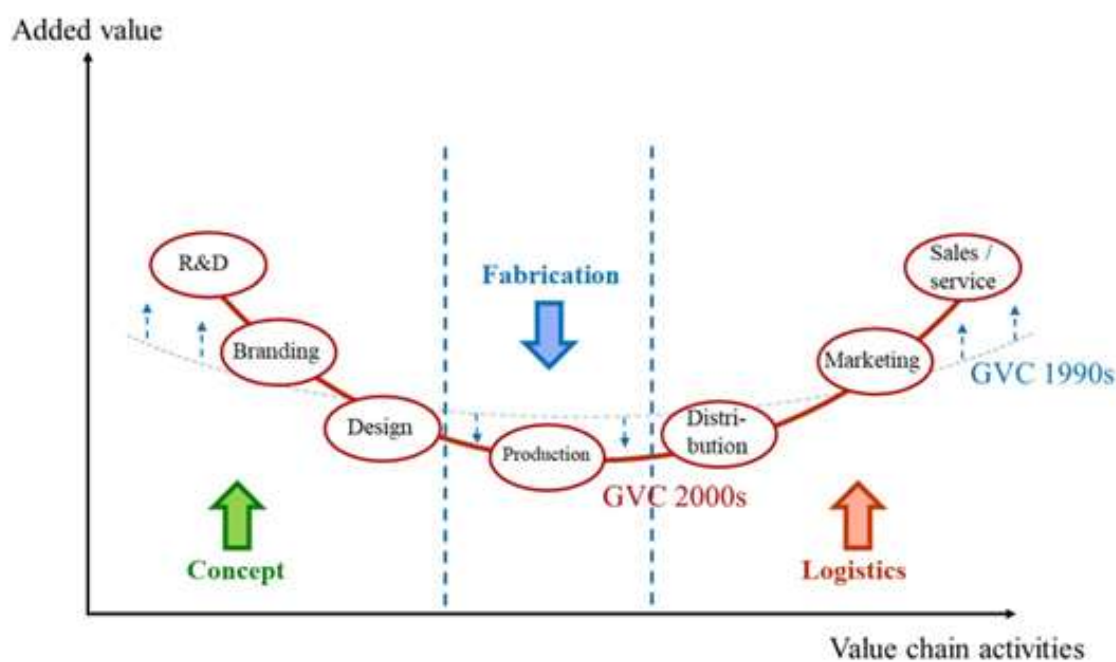 Added value
R&D
Branding
Design
Fabrication
Production
Distri-
bution
Marketing
Sales /
service
GVC 1990s
GVC 2000s
Concept
Logistics
Value chain activities